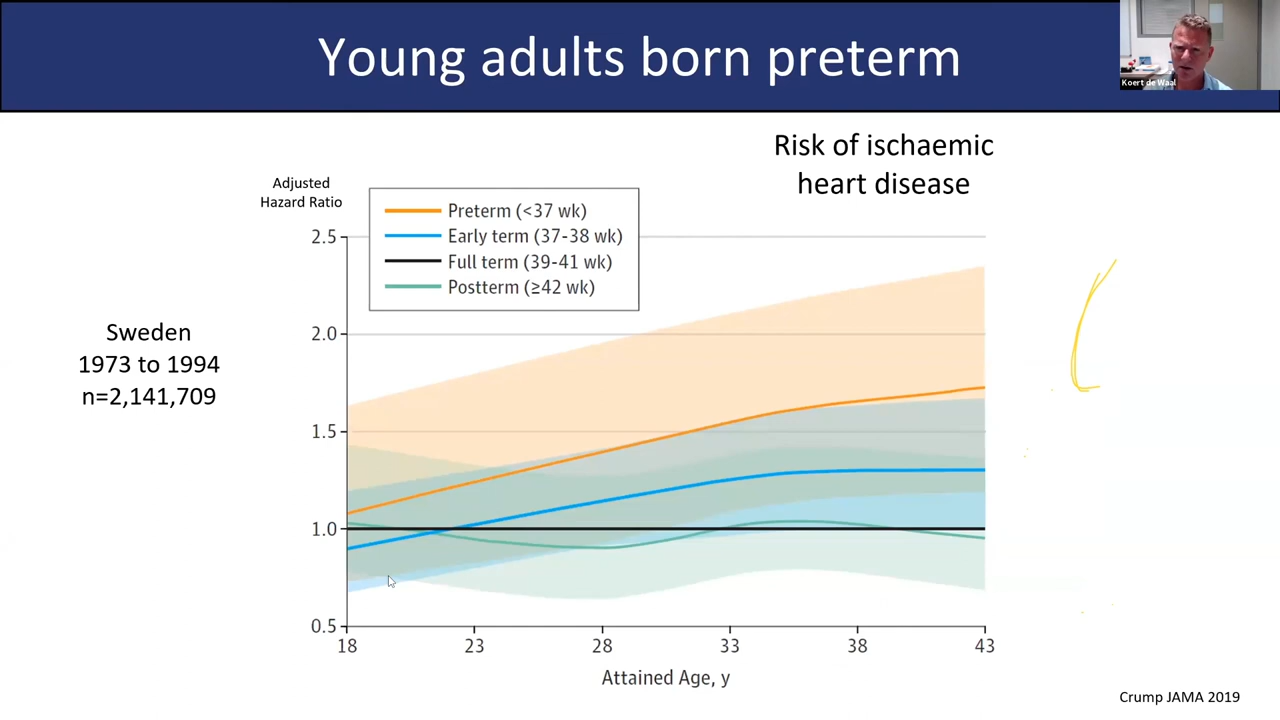 Young adults born preterm
Koert de Waal
Risk of ischaemic
heart disease
Adjusted
Hazard Ratio
Preterm (<37 wk)
Early term (37-38 wk)
Full term (39-41 wk)
Postterm (≥42 wk)
2.5
2.0
1.5
1.0
0.5
Sweden
1973 to 1994
n=2,141,709
18
23
28
33
38
43
Attained Age, y
Crump JAMA 2019